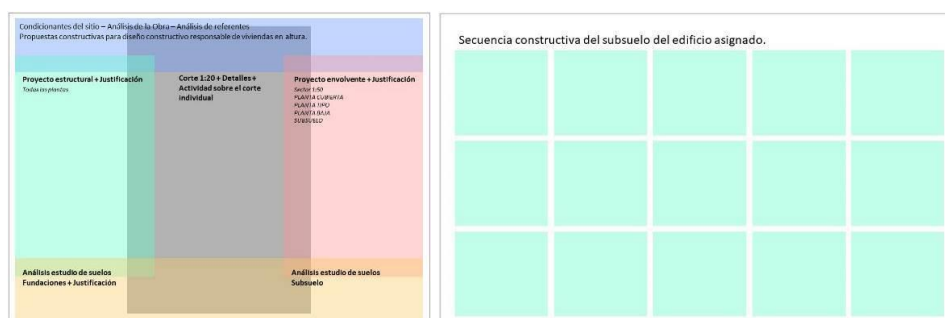 Condicionantes del sitio – Análisis de la Obra – Análisis de referentes
Propuestas constructivas para diseño constructivo responsable de viviendas en altura.
Proyecto estructural + Justificación
Todas las plantas
Corte 1:20 + Detalles +
Actividad sobre el corte
individual
Proyecto envolvente + Justificación
Sector 1:50
PLANTA CUBIERTA
PLANTA TIPO
PLANTA BAJA
SUBSUELO
Análisis estudio de suelos
Fundaciones + Justificación
Análisis estudio de suelos
Subsuelo
Secuencia constructiva del subsuelo del edificio asignado.